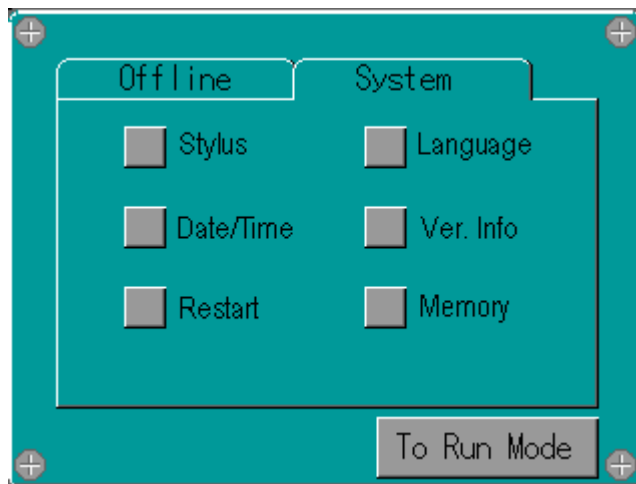 Offline System
Stylus Language
Date/Time Ver. Info
Restart Memory
To Run Mode